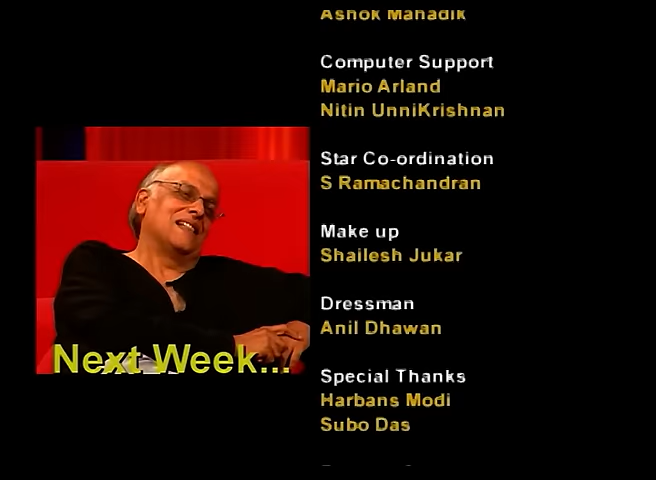 Ashok Mahadik
Computer Support
Mario Arland
Nitin UnniKrishnan
Star Co-ordination
S Ramachandran
Make up
Shailesh Jukar
Dressman
Anil Dhawan
Special Thanks
Harbans Modi
Subo Das
Next Week...